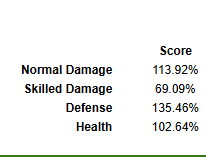 Score
Normal Damage 113.92%
Skilled Damage 69.09%
Defense 135.46%
Health 102.64%